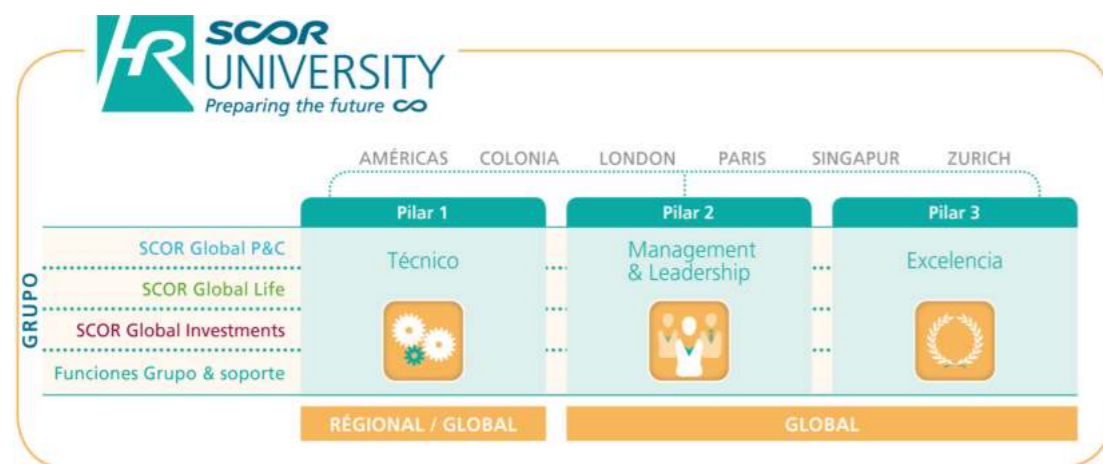 HR
SCOR
UNIVERSITY
Preparing the future
AMÉRICAS COLONIA LONDON PARIS SINGAPUR ZURICH
Pilar 1 Pilar 2 Pilar 3
GRUPO
SCOR Global P&C
SCOR Global Life
SCOR Global Investments
Funciones Grupo & soporte
Técnico
Management
& Leadership
Excelencia
RÉGIONAL / GLOBAL
GLOBAL